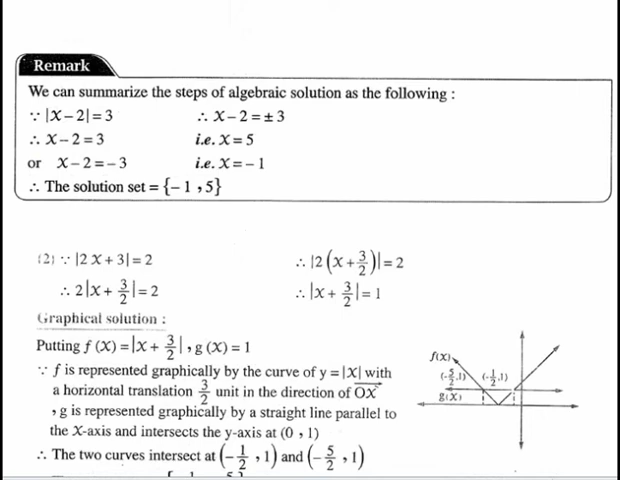 Remark
We can summarize the steps of algebraic solution as the following :
∵ |X − 2| = 3 ∴ X − 2 = ± 3
∴ X − 2 = 3 i.e. X = 5
or X − 2 = − 3 i.e. X = − 1
∴ The solution set = {− 1 , 5}
(2) ∵ |2 X + 3| = 2 ∴ |2 (X + 3/2)| = 2
∴ 2 |X + 3/2| = 2 ∴ |X + 3/2| = 1
Graphical solution :
Putting f (X) = |X + 3/2| , g (X) = 1
∵ f is represented graphically by the curve of y = |X| with
a horizontal translation 3/2 unit in the direction of OX
, g is represented graphically by a straight line parallel to
the X-axis and intersects the y-axis at (0 , 1)
∴ The two curves intersect at (− 1/2 , 1) and (− 5/2 , 1)
f(X)
(-5/2,1) (-1/2,1)
g(X)